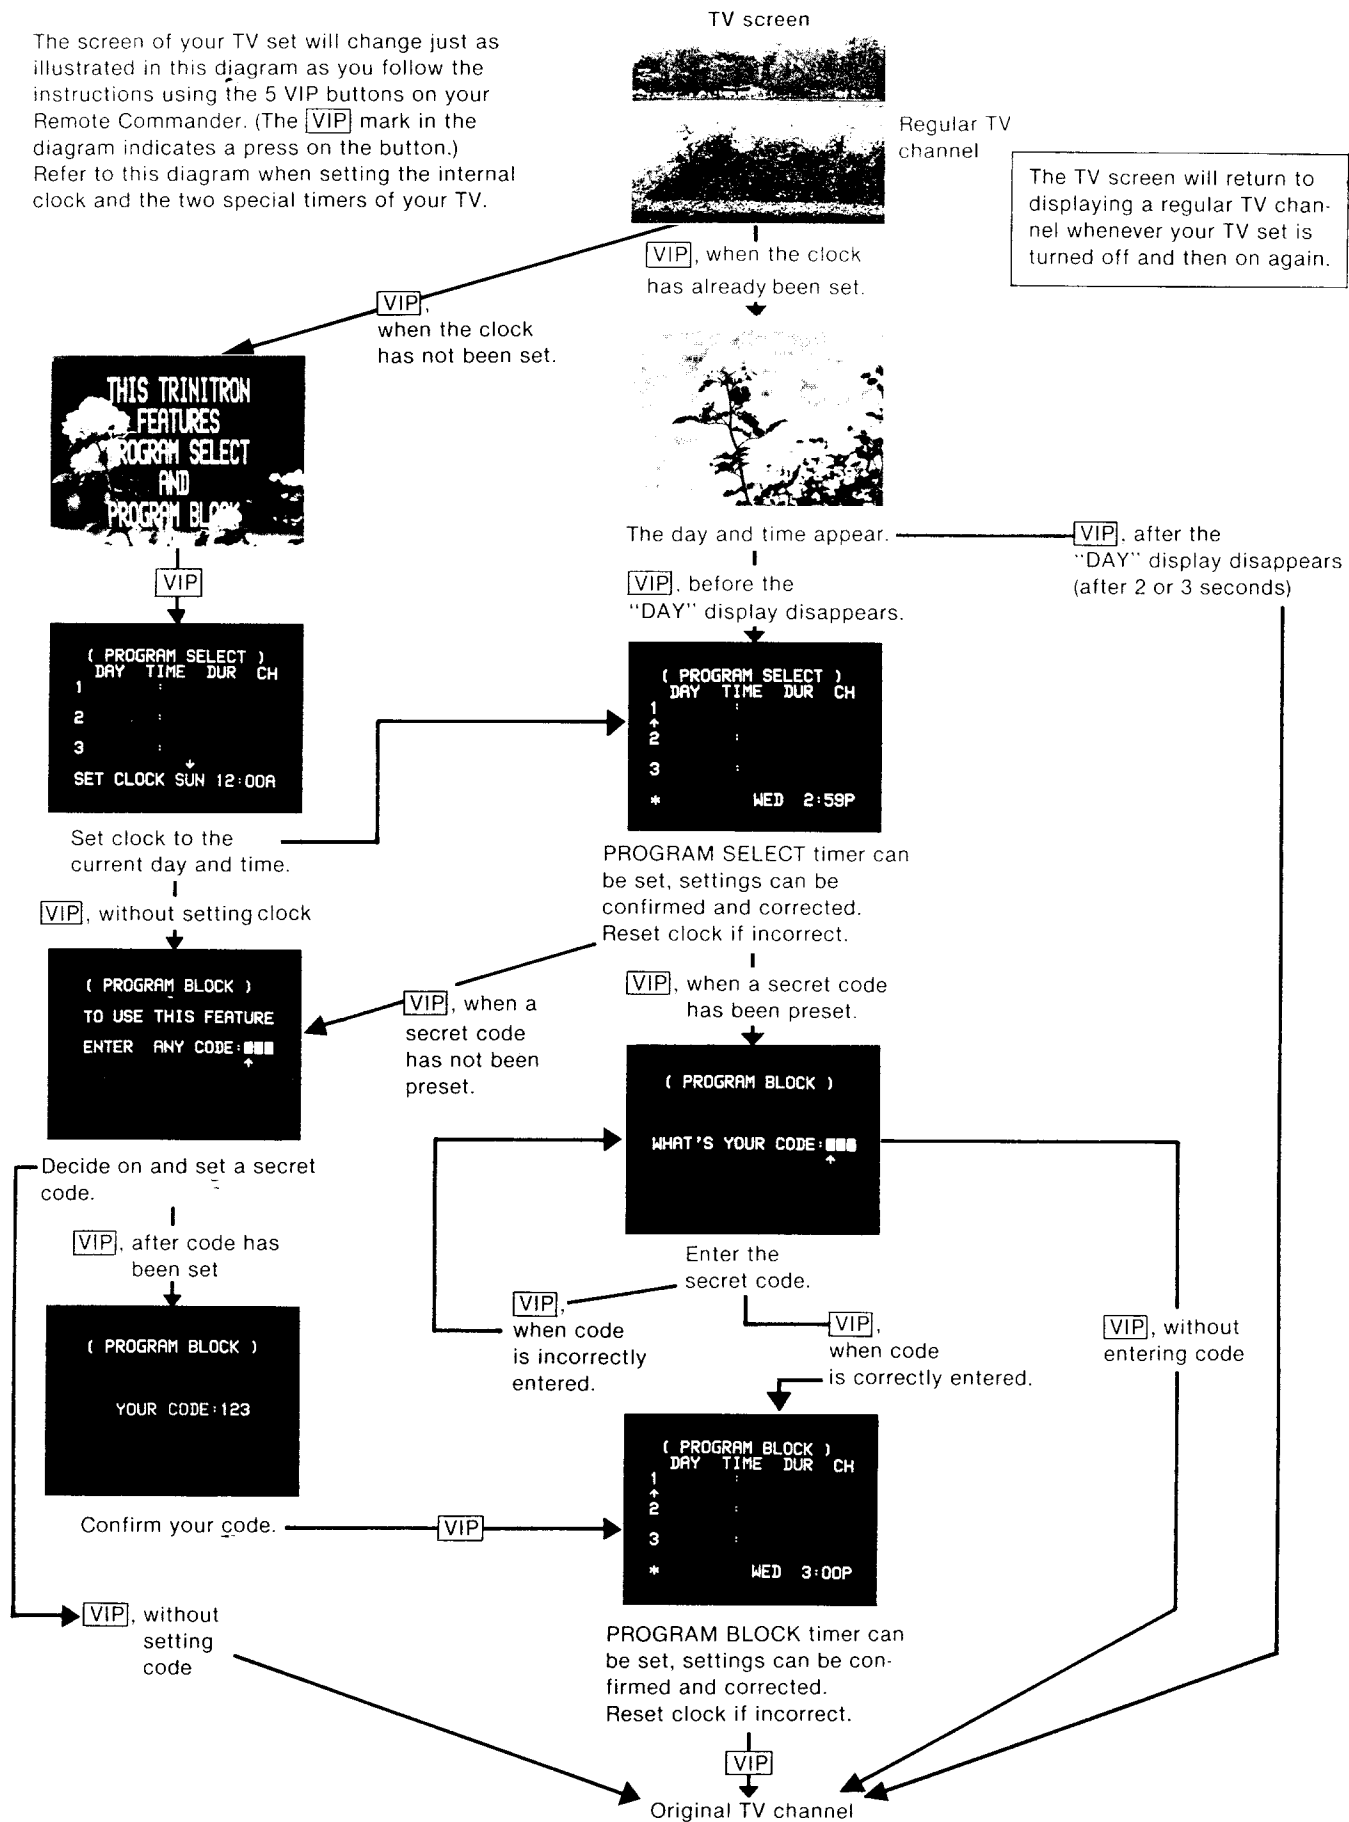 The screen of your TV set will change just as
illustrated in this diagram as you follow the
instructions using the 5 VIP buttons on your
Remote Commander. (The VIP mark in the
diagram indicates a press on the button.)
Refer to this diagram when setting the internal
clock and the two special timers of your TV.
TV screen
Regular TV
channel
The TV screen will return to
displaying a regular TV chan-
nel whenever your TV set is
turned off and then on again.
VIP, when the clock
has already been set.
VIP,
when the clock
has not been set.
THIS TRINITRON
FEATURES
PROGRAM SELECT
AND
PROGRAM BLOCK
The day and time appear.
VIP, after the
"DAY" display disappears
(after 2 or 3 seconds)
VIP
VIP, before the
"DAY" display disappears.
( PROGRAM SELECT )
DAY TIME DUR CH
1 :
2 :
3 :
SET CLOCK SUN 12:00A
( PROGRAM SELECT )
DAY TIME DUR CH
1 :
2 :
3 :
* WED 2:59P
Set clock to the
current day and time.
PROGRAM SELECT timer can
be set, settings can be
confirmed and corrected.
Reset clock if incorrect.
VIP, without setting clock
( PROGRAM BLOCK )
TO USE THIS FEATURE
ENTER ANY CODE:
VIP, when a
secret code
has not been
preset.
VIP, when a secret code
has been preset.
( PROGRAM BLOCK )
WHAT'S YOUR CODE:
Decide on and set a secret
code.
VIP, after code has
been set
Enter the
secret code.
VIP,
when code
is incorrectly
entered.
VIP,
when code
is correctly entered.
VIP, without
entering code
( PROGRAM BLOCK )
YOUR CODE:123
( PROGRAM BLOCK )
DAY TIME DUR CH
1 :
2 :
3 :
* WED 3:00P
Confirm your code.
VIP
VIP, without
setting
code
PROGRAM BLOCK timer can
be set, settings can be con-
firmed and corrected.
Reset clock if incorrect.
VIP
Original TV channel